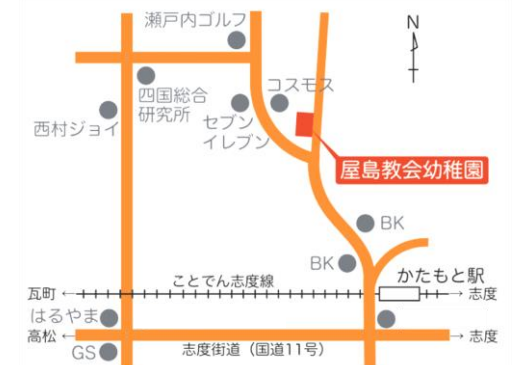 瀬戸内ゴルフ
N
コスモス
四国総合
研究所
西村ジョイ
セブン
イレブン
屋島教会幼稚園
BK
BK
かたもと駅
ことでん志度線
瓦町
志度
はるやま
高松
志度
志度街道（国道11号）
GS